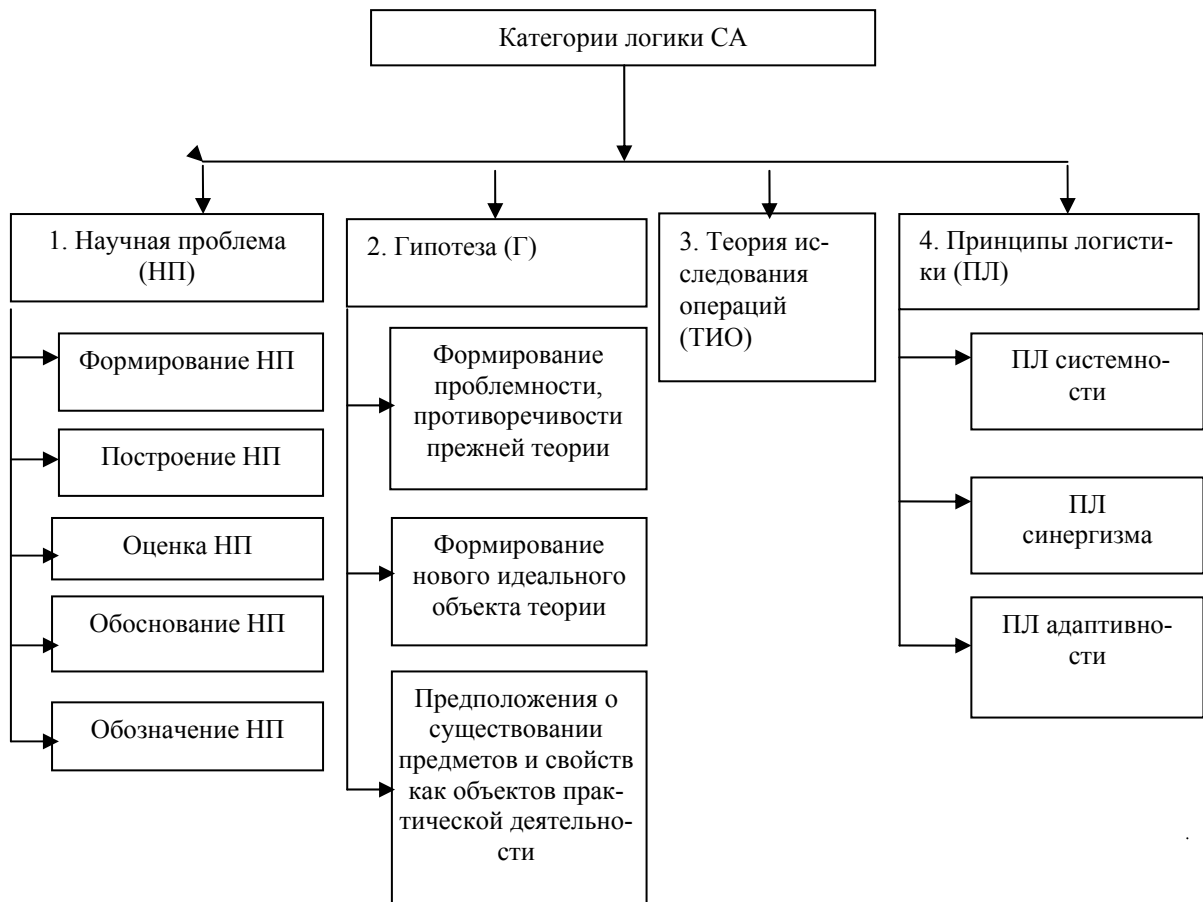 Категории логики СА
1. Научная проблема
(НП)
Формирование НП
Построение НП
Оценка НП
Обоснование НП
Обозначение НП
2. Гипотеза (Г)
Формирование
проблемности,
противоречивости
прежней теории
Формирование
нового идеального
объекта теории
Предположения о
существовании
предметов и свойств
как объектов прак-
тической деятельно-
сти
3. Теория ис-
следования
операций
(ТИО)
4. Принципы логисти-
ки (ПЛ)
ПЛ системно-
сти
ПЛ
синергизма
ПЛ адаптивно-
сти